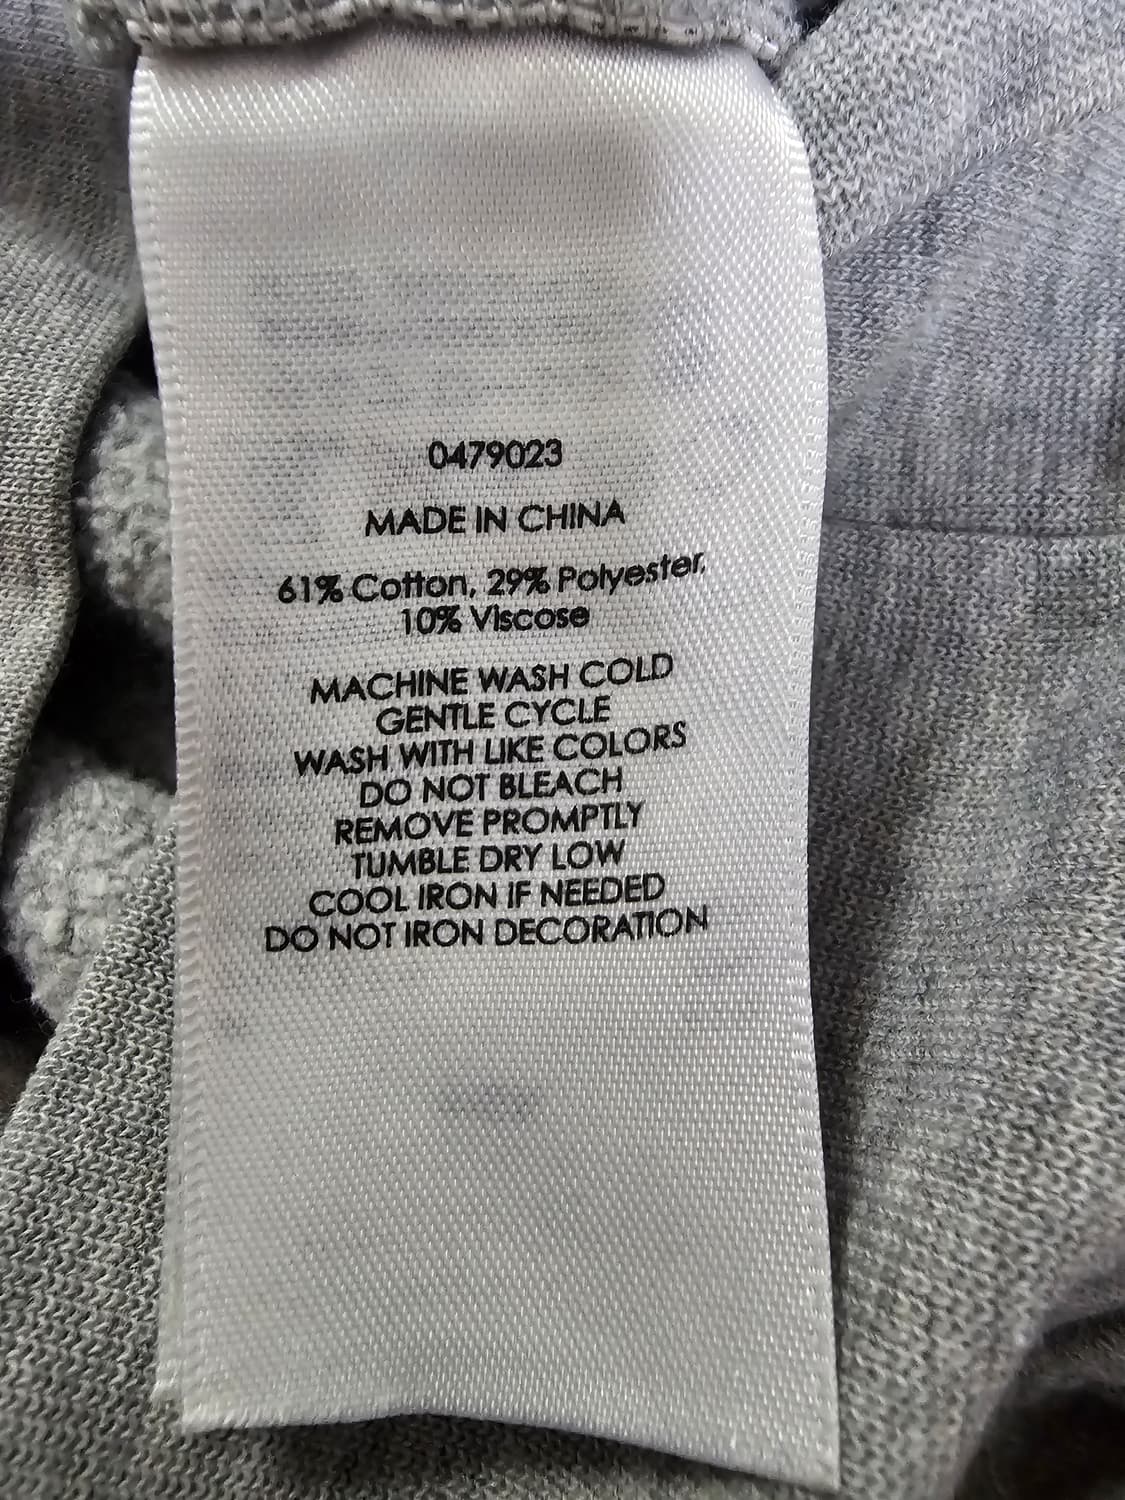 0479023
MADE IN CHINA
61% Cotton, 29% Polyester,
10% Viscose
MACHINE WASH COLD
GENTLE CYCLE
WASH WITH LIKE COLORS
DO NOT BLEACH
REMOVE PROMPTLY
TUMBLE DRY LOW
COOL IRON IF NEEDED
DO NOT IRON DECORATION